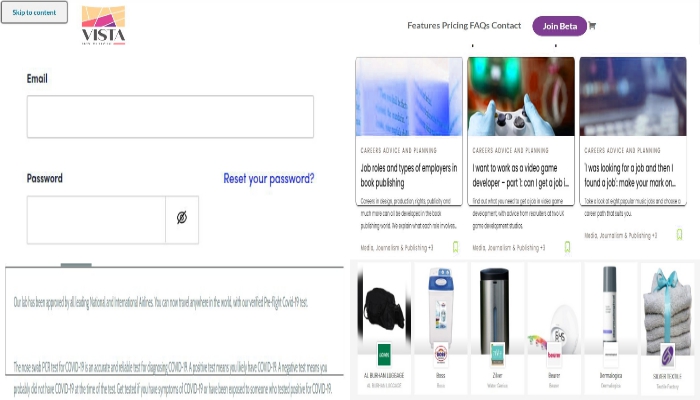 Skip to content
VISTA
Features Pricing FAQs Contact
Join Beta
Email
Password
Reset your password?
Our lab has been approved by all leading National and International Airlines. You can now travel anywhere in the world, with our verified Pre-flight Covid-19 test.
The nose swab PCR test for COVID-19 is an accurate and reliable test for diagnosing COVID-19. A positive test means you likely have COVID-19. A negative test means you
probably did not have COVID-19 at the time of the test. Get tested if you have symptoms of COVID-19 or have been exposed to someone who tested positive for COVID-19.
CAREERS ADVICE AND PLANNING
Job roles and types of employers in
book publishing
Careers in design, production, rights, publicity and
much more can all be developed in the book
publishing world. We explain what each role involves...
Media, Journalism & Publishing +3
CAREERS ADVICE AND PLANNING
I want to work as a video game
developer – part 1: can I get a job i...
Find out what you need to get a job in video game
development, with advice from recruiters at two UK
game development studios.
Media, Journalism & Publishing +3
CAREERS ADVICE AND PLANNING
'I was looking for a job and then I
found a job': make your mark on...
Take a look at eight popular music jobs and choose a
career path that suits you.
Media, Journalism & Publishing +3
AL BURHAN LUGGAGE
AL BURHAN LUGGAGE
Boss
Boss
Zilver
Water Service
Beurer
Beurer
Dermalogica
Dermalogica
SILVER TEXTILE
Textile Factory